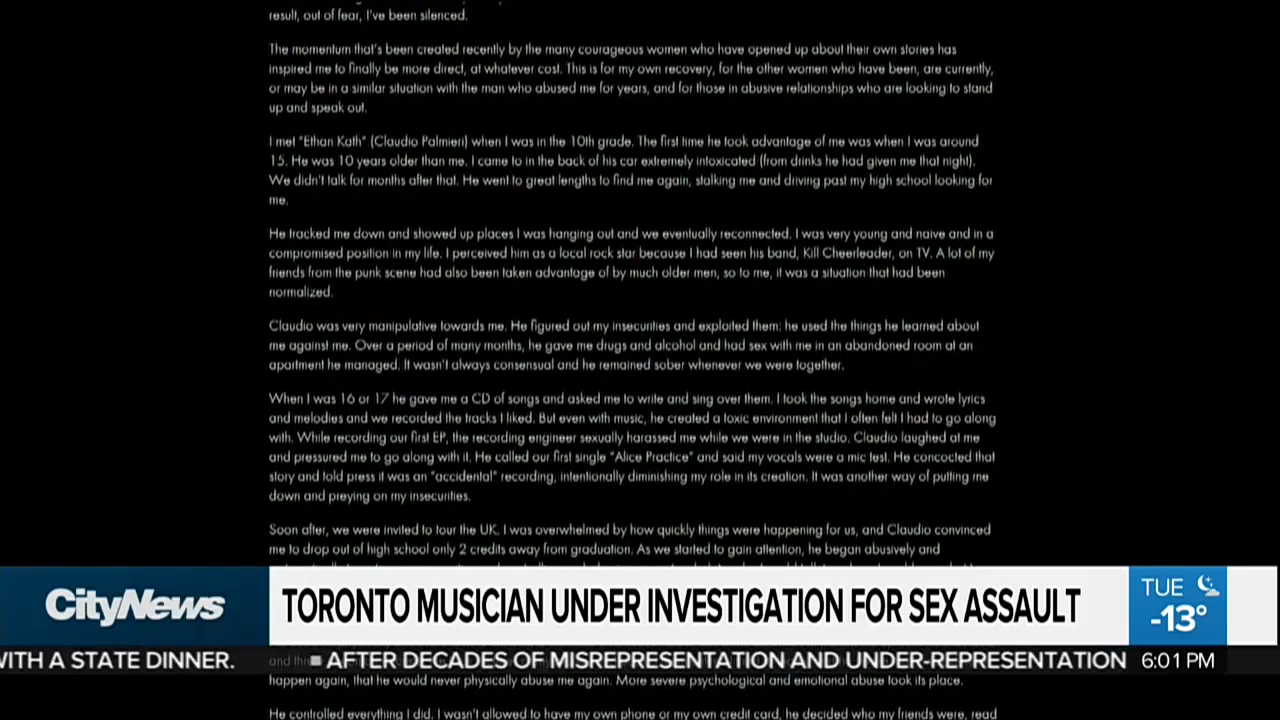 result, out of fear, I've been silenced.
The momentum that's been created recently by the many courageous women who have opened up about their own stories has
inspired me to finally be more direct, at whatever cost. This is for my own recovery, for the other women who have been, are currently,
or may be in a similar situation with the man who abused me for years, and for those in abusive relationships who are looking to stand
up and speak out.
I met "Ethan Kath" (Claudio Palmieri) when I was in the 10th grade. The first time he took advantage of me was when I was around
15. He was 10 years older than me. I came to in the back of his car extremely intoxicated (from drinks he had given me that night).
We didn't talk for months after that. He went to great lengths to find me again, stalking me and driving past my high school looking for
me.
He tracked me down and showed up places I was hanging out and we eventually reconnected. I was very young and naive and in a
compromised position in my life. I perceived him as a local rock star because I had seen his band, Kill Cheerleader, on TV. A lot of my
friends from the punk scene had also been taken advantage of by much older men, so to me, it was a situation that had been
normalized.
Claudio was very manipulative towards me. He figured out my insecurities and exploited them; he used the things he learned about
me against me. Over a period of many months, he gave me drugs and alcohol and had sex with me in an abandoned room at an
apartment he managed. It wasn't always consensual and he remained sober whenever we were together.
When I was 16 or 17 he gave me a CD of songs and asked me to write and sing over them. I took the songs home and wrote lyrics
and melodies and we recorded the tracks I liked. But even with music, he created a toxic environment that I often felt I had to go along
with. While recording our first EP, the recording engineer sexually harassed me while we were in the studio. Claudio laughed at me
and pressured me to go along with it. He called our first single "Alice Practice" and said my vocals were a mic test. He concocted that
story and told press it was an "accidental" recording, intentionally diminishing my role in its creation. It was another way of putting me
down and preying on my insecurities.
Soon after, we were invited to tour the UK. I was overwhelmed by how quickly things were happening for us, and Claudio convinced
me to drop out of high school only 2 credits away from graduation. As we started to gain attention, he began abusively and
CityNews
TORONTO MUSICIAN UNDER INVESTIGATION FOR SEX ASSAULT
TUE
-13°
WITH A STATE DINNER. ■ AFTER DECADES OF MISREPRESENTATION AND UNDER-REPRESENTATION
6:01 PM
happen again, that he would never physically abuse me again. More severe psychological and emotional abuse took its place.
He controlled everything I did. I wasn't allowed to have my own phone or my own credit card, he decided who my friends were, read